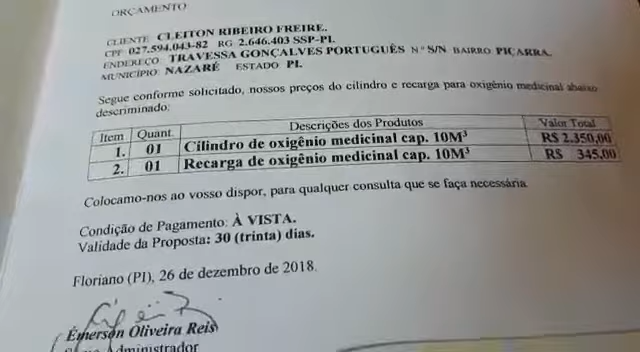 ORÇAMENTO
CLIENTE CLEITON RIBEIRO FREIRE.
CPF 027.594.043-82 RG 2.646.403 SSP-PI.
ENDEREÇO TRAVESSA GONÇALVES PORTUGUÊS Nº S/N BAIRRO PIÇARRA.
MUNICÍPIO NAZARÉ ESTADO PI.
Segue conforme solicitado, nossos preços do cilindro e recarga para oxigênio medicinal abaixo
descriminado:
Item Quant. Descrições dos Produtos Valor Total
1. 01 Cilindro de oxigênio medicinal cap. 10M³ R$ 2.350,00
2. 01 Recarga de oxigênio medicinal cap. 10M³ R$ 345,00
Colocamo-nos ao vosso dispor, para qualquer consulta que se faça necessária.
Condição de Pagamento: À VISTA.
Validade da Proposta: 30 (trinta) dias.
Floriano (PI), 26 de dezembro de 2018.
Émerson Oliveira Reis
Administrador